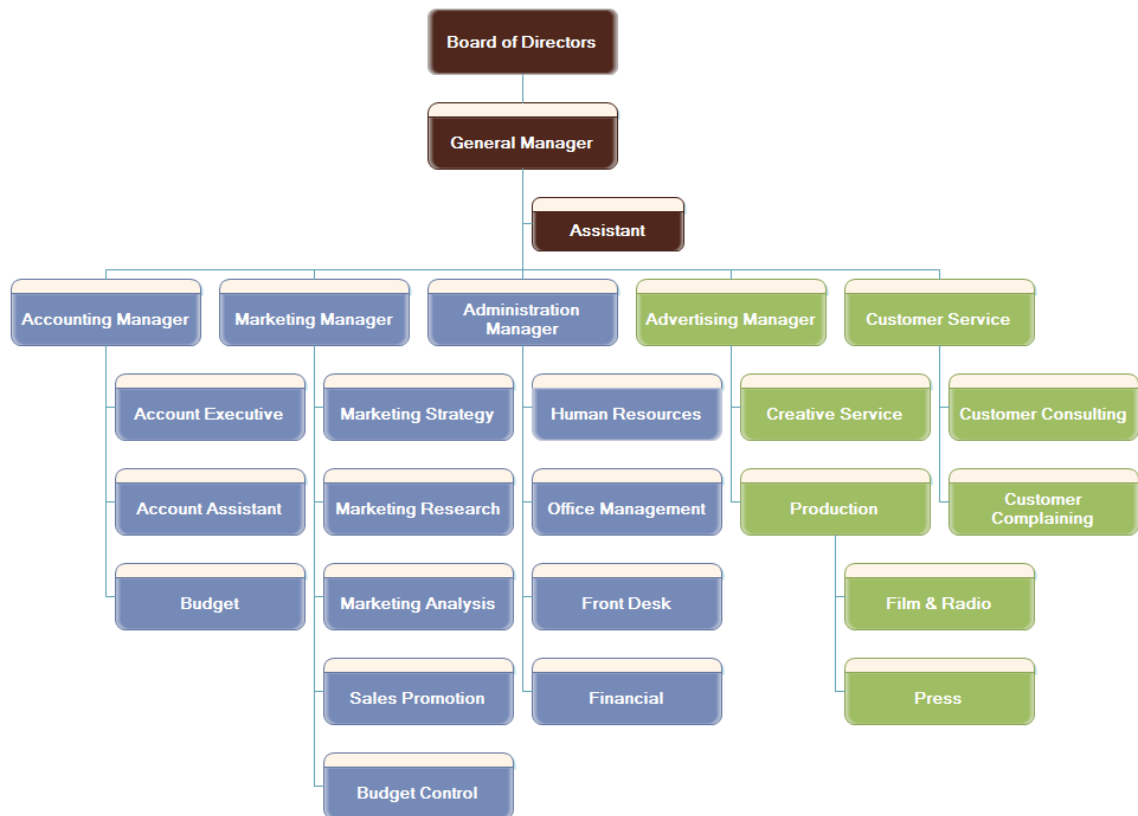 Board of Directors
General Manager
Assistant
Accounting Manager
Marketing Manager
Administration
Manager
Advertising Manager
Customer Service
Account Executive
Marketing Strategy
Human Resources
Creative Service
Customer Consulting
Account Assistant
Marketing Research
Office Management
Production
Customer
Complaining
Budget
Marketing Analysis
Front Desk
Film & Radio
Sales Promotion
Financial
Press
Budget Control